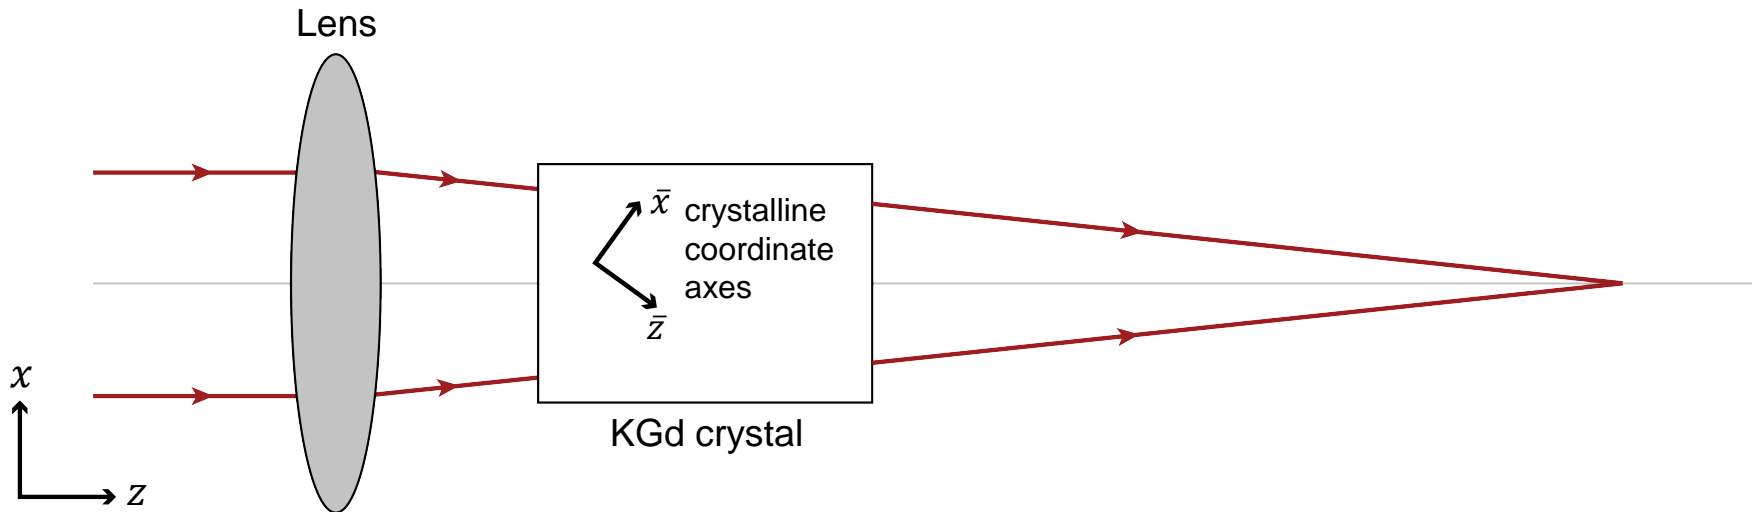 Lens
x̄ crystalline
coordinate
axes
z̄
KGd crystal
x
z